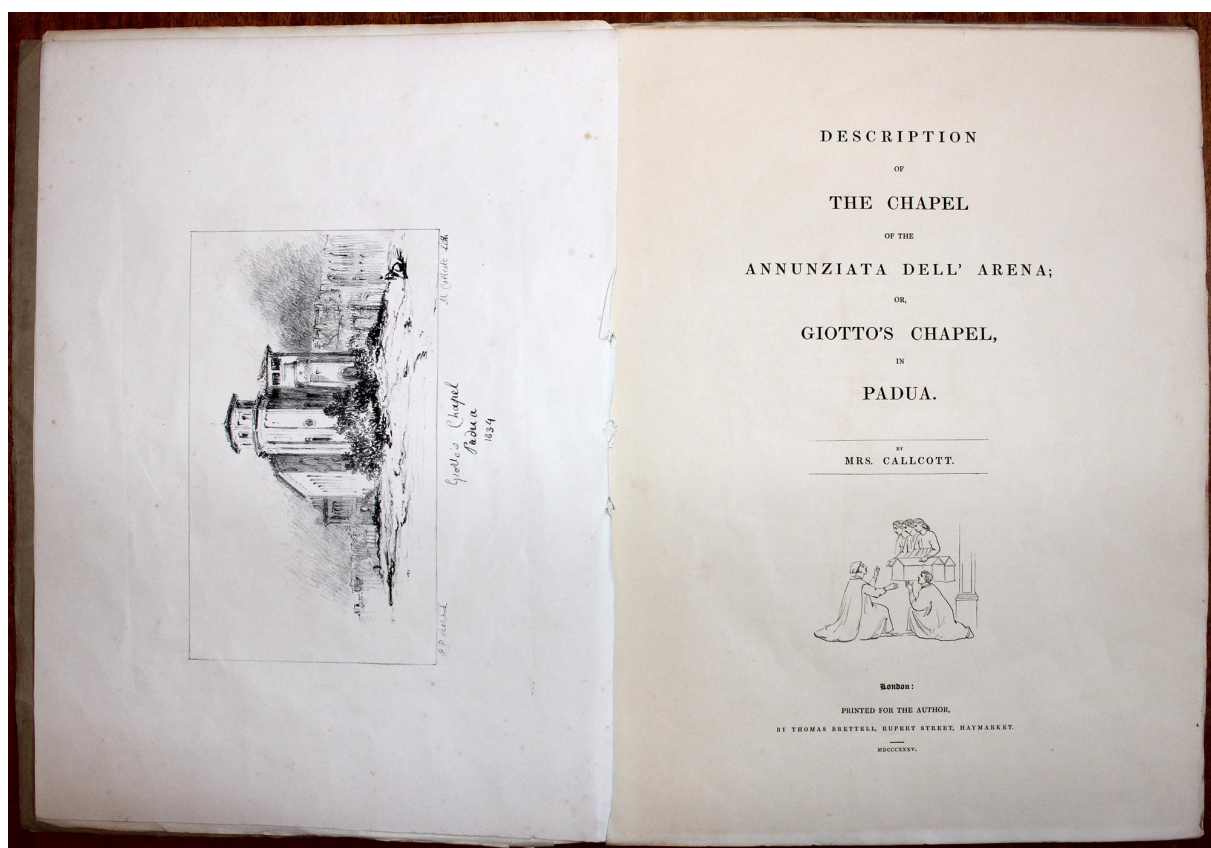 Giotto's Chapel
Padua
1834
DESCRIPTION
OF
THE CHAPEL
OF THE
ANNUNZIATA DELL' ARENA;
OR,
GIOTTO'S CHAPEL,
IN
PADUA.
BY
MRS. CALLCOTT.
London:
PRINTED FOR THE AUTHOR,
BY THOMAS BRETTELL, RUPERT STREET, HAYMARKET.
MDCCCXXXV.